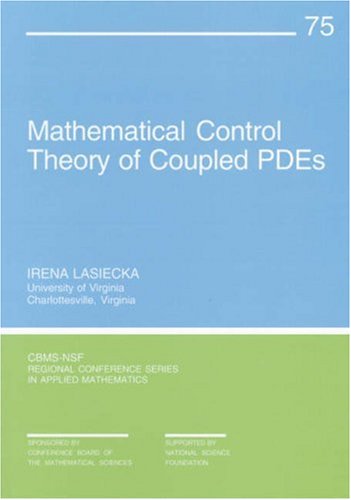 75
Mathematical Control
Theory of Coupled PDEs
IRENA LASIECKA
University of Virginia
Charlottesville, Virginia
CBMS-NSF
REGIONAL CONFERENCE SERIES
IN APPLIED MATHEMATICS
SPONSORED BY
CONFERENCE BOARD OF
THE MATHEMATICAL SCIENCES
SUPPORTED BY
NATIONAL SCIENCE
FOUNDATION